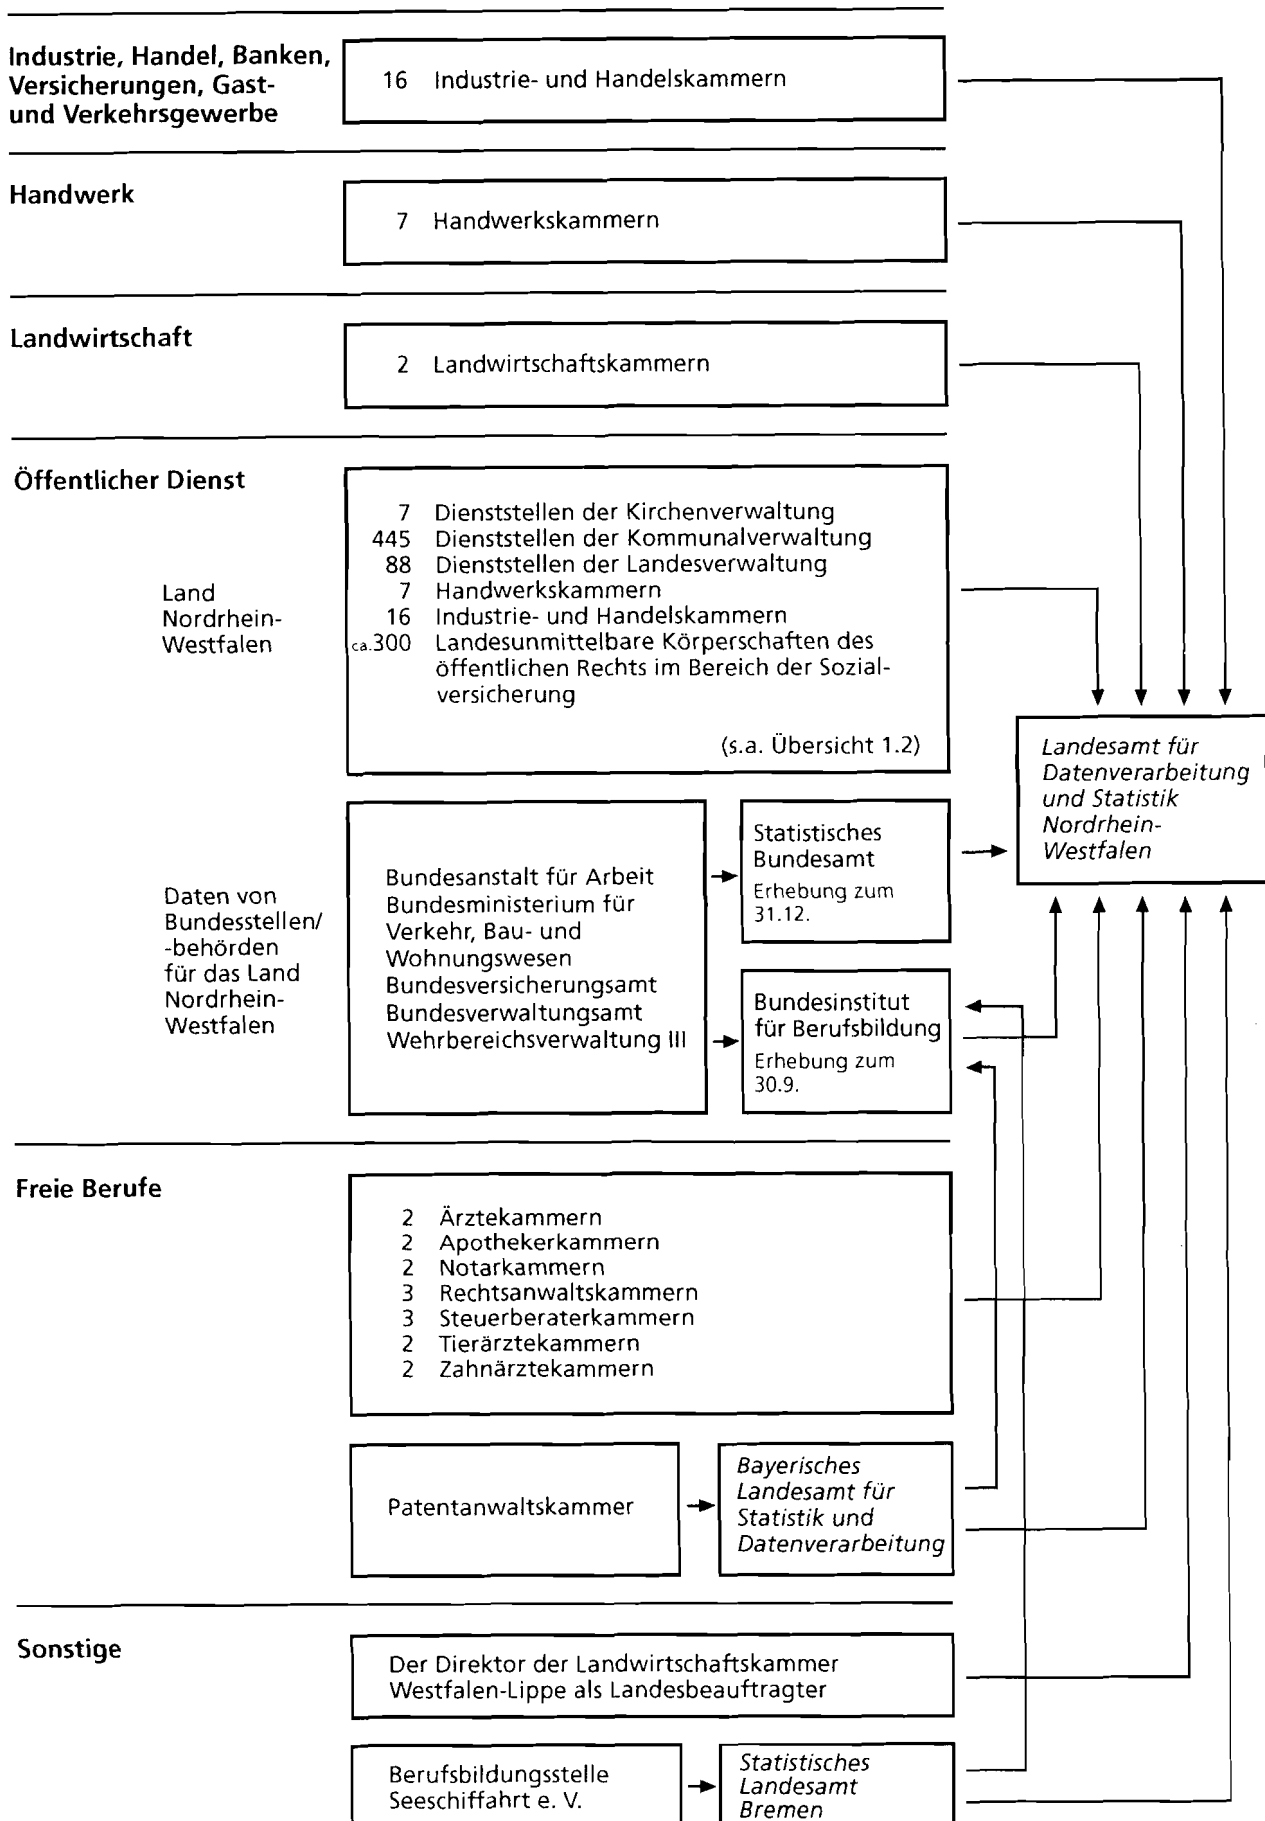 Industrie, Handel, Banken,
Versicherungen, Gast-
und Verkehrsgewerbe
16 Industrie- und Handelskammern
Handwerk
7 Handwerkskammern
Landwirtschaft
2 Landwirtschaftskammern
Öffentlicher Dienst
Land
Nordrhein-
Westfalen
7 Dienststellen der Kirchenverwaltung
445 Dienststellen der Kommunalverwaltung
88 Dienststellen der Landesverwaltung
7 Handwerkskammern
16 Industrie- und Handelskammern
ca.300 Landesunmittelbare Körperschaften des
öffentlichen Rechts im Bereich der Sozial-
versicherung
(s.a. Übersicht 1.2)
Landesamt für
Datenverarbeitung
und Statistik
Nordrhein-
Westfalen
Daten von
Bundesstellen/
-behörden
für das Land
Nordrhein-
Westfalen
Bundesanstalt für Arbeit
Bundesministerium für
Verkehr, Bau- und
Wohnungswesen
Bundesversicherungsamt
Bundesverwaltungsamt
Wehrbereichsverwaltung III
Statistisches
Bundesamt
Erhebung zum
31.12.
Bundesinstitut
für Berufsbildung
Erhebung zum
30.9.
Freie Berufe
2 Ärztekammern
2 Apothekerkammern
2 Notarkammern
3 Rechtsanwaltskammern
3 Steuerberaterkammern
2 Tierärztekammern
2 Zahnärztekammern
Patentanwaltskammer
Bayerisches
Landesamt für
Statistik und
Datenverarbeitung
Sonstige
Der Direktor der Landwirtschaftskammer
Westfalen-Lippe als Landesbeauftragter
Berufsbildungsstelle
Seeschiffahrt e. V.
Statistisches
Landesamt
Bremen